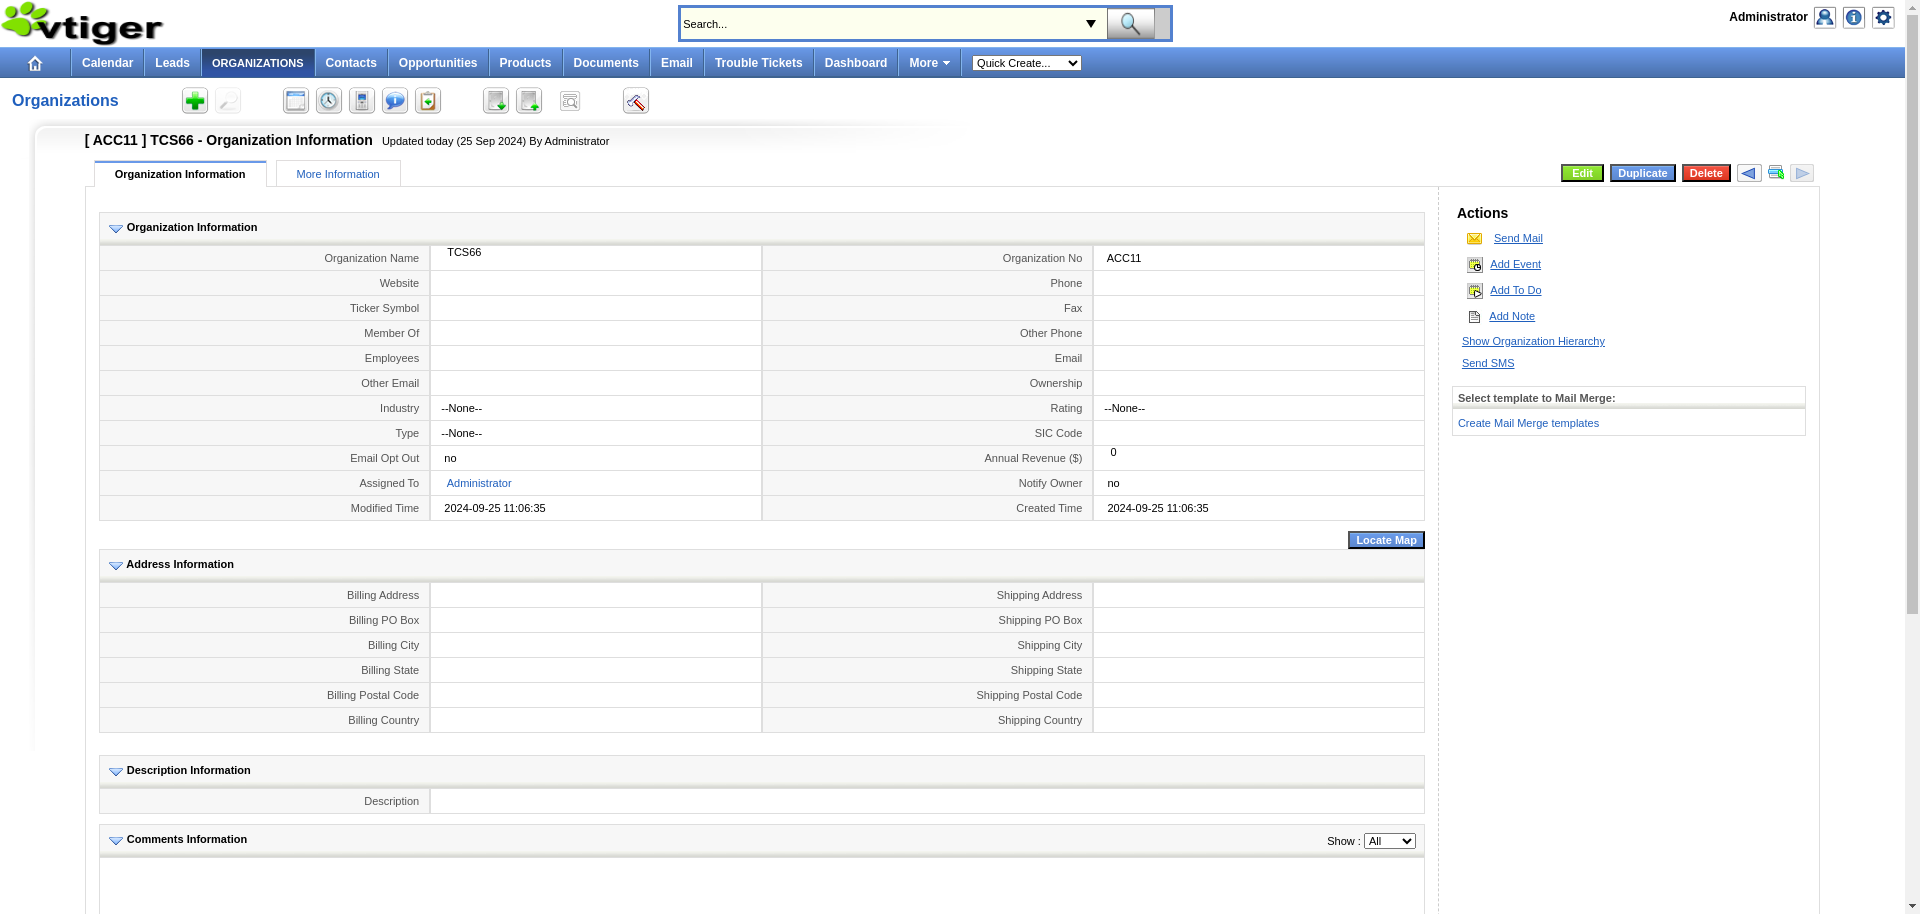 vtiger
Search...
Administrator
Calendar Leads ORGANIZATIONS Contacts Opportunities Products Documents Email Trouble Tickets Dashboard More Quick Create...
Organizations
[ ACC11 ] TCS66 - Organization Information Updated today (25 Sep 2024) By Administrator
Organization Information More Information
Edit Duplicate Delete
Organization Information
Organization Name TCS66 Organization No ACC11
Website Phone
Ticker Symbol Fax
Member Of Other Phone
Employees Email
Other Email Ownership
Industry --None-- Rating --None--
Type --None-- SIC Code
Email Opt Out no Annual Revenue ($) 0
Assigned To Administrator Notify Owner no
Modified Time 2024-09-25 11:06:35 Created Time 2024-09-25 11:06:35
Locate Map
Address Information
Billing Address Shipping Address
Billing PO Box Shipping PO Box
Billing City Shipping City
Billing State Shipping State
Billing Postal Code Shipping Postal Code
Billing Country Shipping Country
Description Information
Description
Comments Information Show : All
Actions
Send Mail
Add Event
Add To Do
Add Note
Show Organization Hierarchy
Send SMS
Select template to Mail Merge:
Create Mail Merge templates